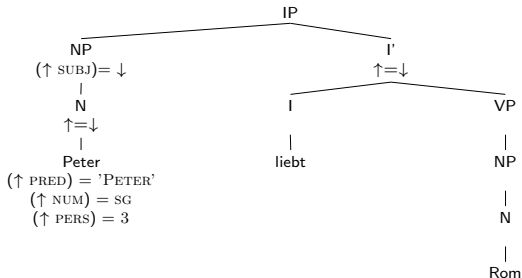 IP
NP I'
(↑ SUBJ)= ↓ ↑=↓
N I VP
↑=↓
Peter liebt NP
(↑ PRED) = 'PETER'
(↑ NUM) = SG N
(↑ PERS) = 3
Rom